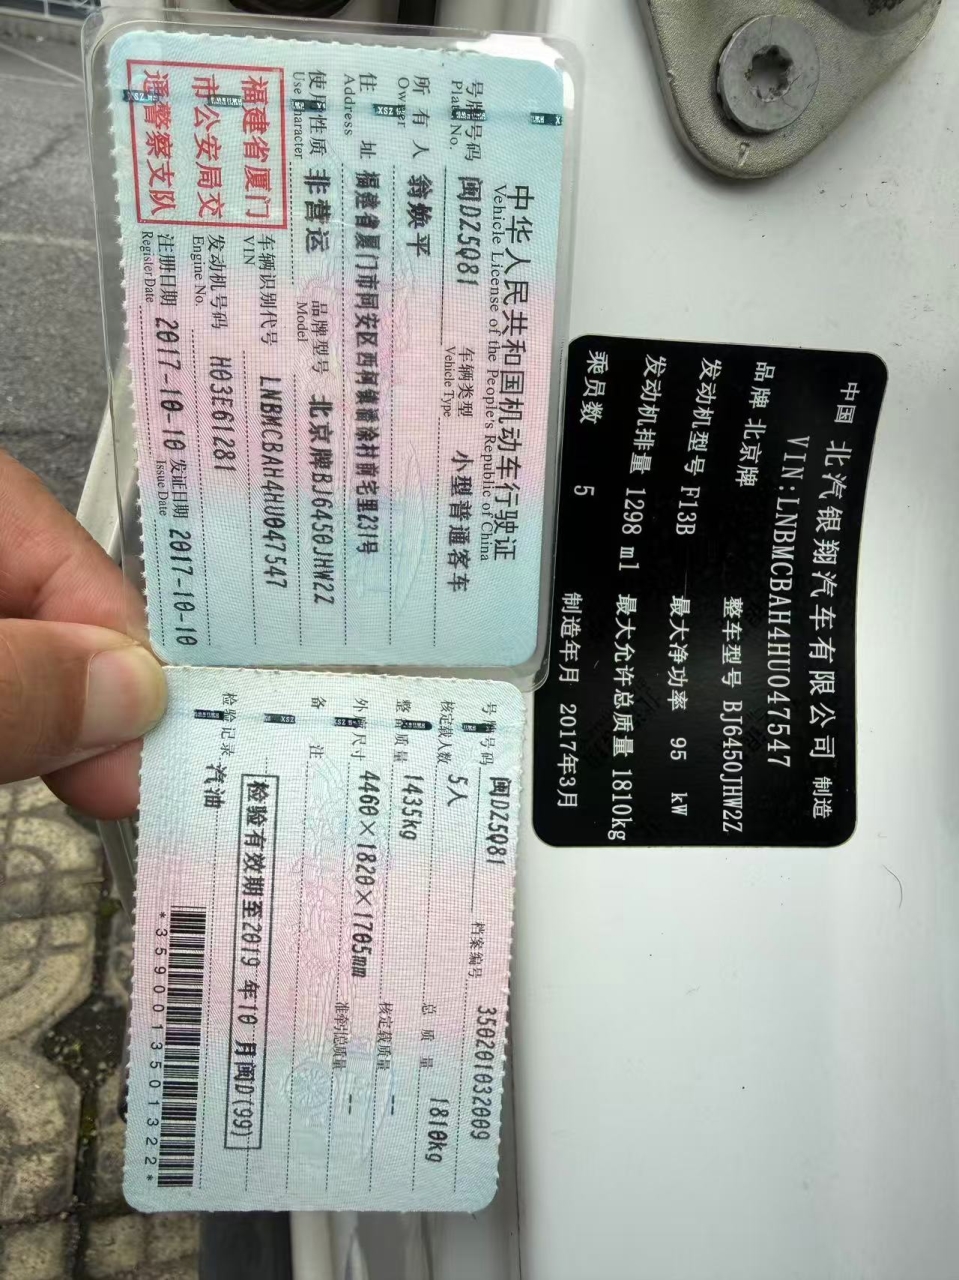 中华人民共和国机动车行驶证
Vehicle License of the People's Republic of China
号牌号码 闽DZ5Q81 车辆类型 小型普通客车
Plate No. Vehicle Type
所有人 翁焕平
Owner
住址 福建省厦门市同安区西柯镇潘涂村前宅里231号
Address
使用性质 非营运 品牌型号 北京牌BJ6450JHW2Z
Use Character Model
福建省厦门
市公安局交
通警察支队
车辆识别代号 LNBMCBAH4HU047547
VIN
发动机号码 H03E61281
Engine No.
注册日期 2017-10-10 发证日期 2017-10-10
Register Date Issue Date
号牌号码 闽DZ5Q81 档案编号 350201032009
核定载人数 5人 总质量 1810kg
整备质量 1435kg 核定载质量 --
外廓尺寸 4460×1820×1705mm 准牵引总质量 --
备注
检验有效期至2019年10月闽D(99)
检验记录 汽油
*3590013501322*
中国 北汽银翔汽车有限公司 制造
VIN:LNBMCBAH4HU047547
品牌 北京牌 整车型号 BJ6450JHW2Z
发动机型号 F13B 最大净功率 95 kW
发动机排量 1298 ml 最大允许总质量 1810kg
乘员数 5 制造年月 2017年3月